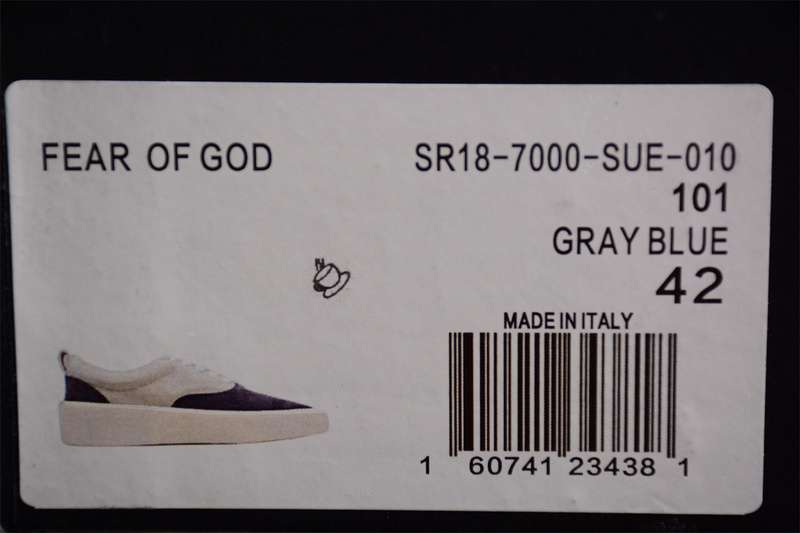 FEAR OF GOD
SR18-7000-SUE-010
101
GRAY BLUE
42
MADE IN ITALY
1 60741 23438 1